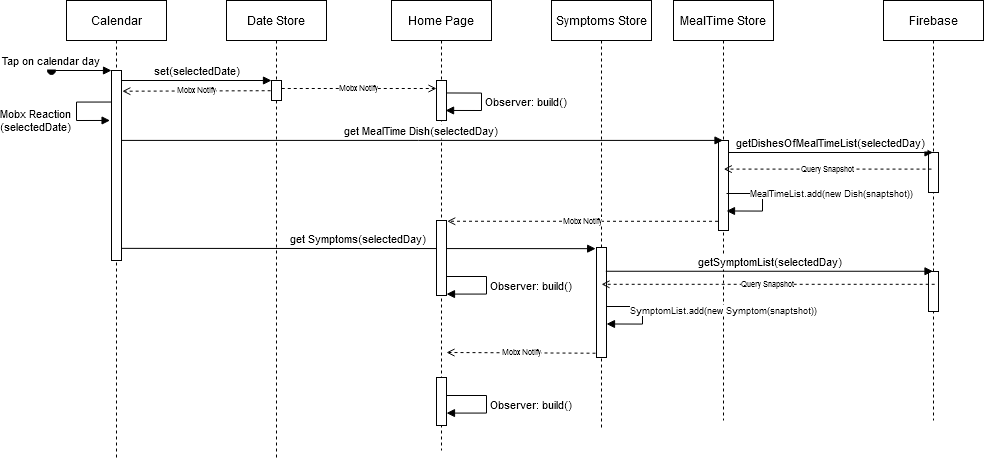 Calendar
Date Store
Home Page
Symptoms Store
MealTime Store
Firebase
Tap on calendar day
set(selectedDate)
Mobx Notify
Mobx Notify
Observer: build()
Mobx Reaction
(selectedDate)
get MealTime Dish(selectedDay)
getDishesOfMealTimeList(selectedDay)
Query Snapshot
MealTimeList.add(new Dish(snaptshot))
Mobx Notify
get Symptoms(selectedDay)
getSymptomList(selectedDay)
Query Snapshot
Observer: build()
SymptomList.add(new Symptom(snaptshot))
Mobx Notify
Observer: build()